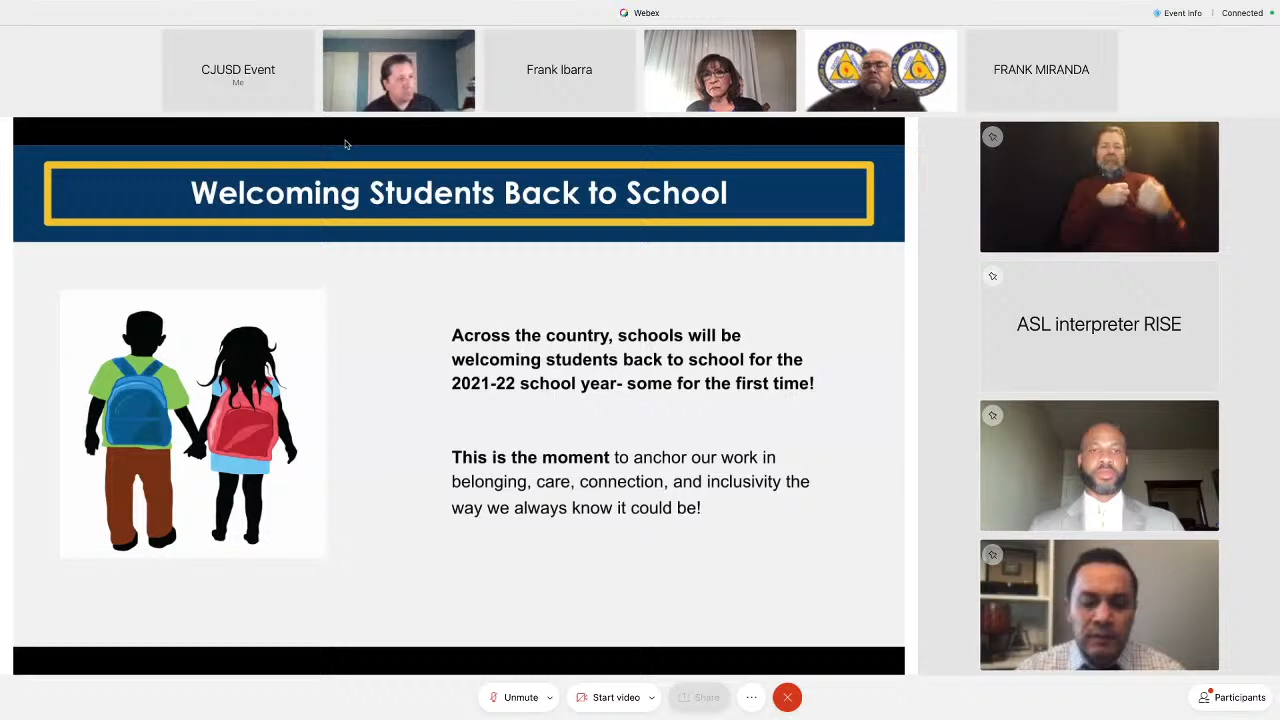 Webex
Event Info
Connected
CJUSD Event
Me
Frank Ibarra
CJUSD
CJUSD
FRANK MIRANDA
Welcoming Students Back to School
Across the country, schools will be
welcoming students back to school for the
2021-22 school year- some for the first time!
This is the moment to anchor our work in
belonging, care, connection, and inclusivity the
way we always know it could be!
ASL interpreter RISE
Unmute
Start video
Share
Participants